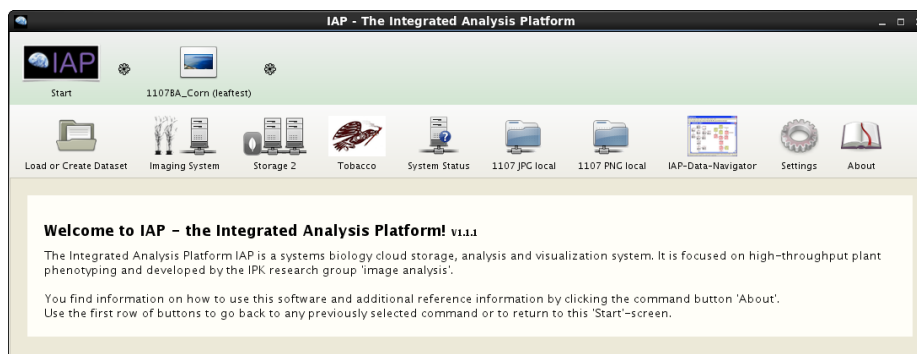 IAP - The Integrated Analysis Platform
IAP
Start
1107BA_Corn (leaftest)
Load or Create Dataset
Imaging System
Storage 2
Tobacco
System Status
1107 JPG local
1107 PNG local
IAP-Data-Navigator
Settings
About
Welcome to IAP - the Integrated Analysis Platform! V1.1.1
The Integrated Analysis Platform IAP is a systems biology cloud storage, analysis and visualization system. It is focused on high-throughput plant
phenotyping and developed by the IPK research group 'image analysis'.
You find information on how to use this software and additional reference information by clicking the command button 'About'.
Use the first row of buttons to go back to any previously selected command or to return to this 'Start'-screen.